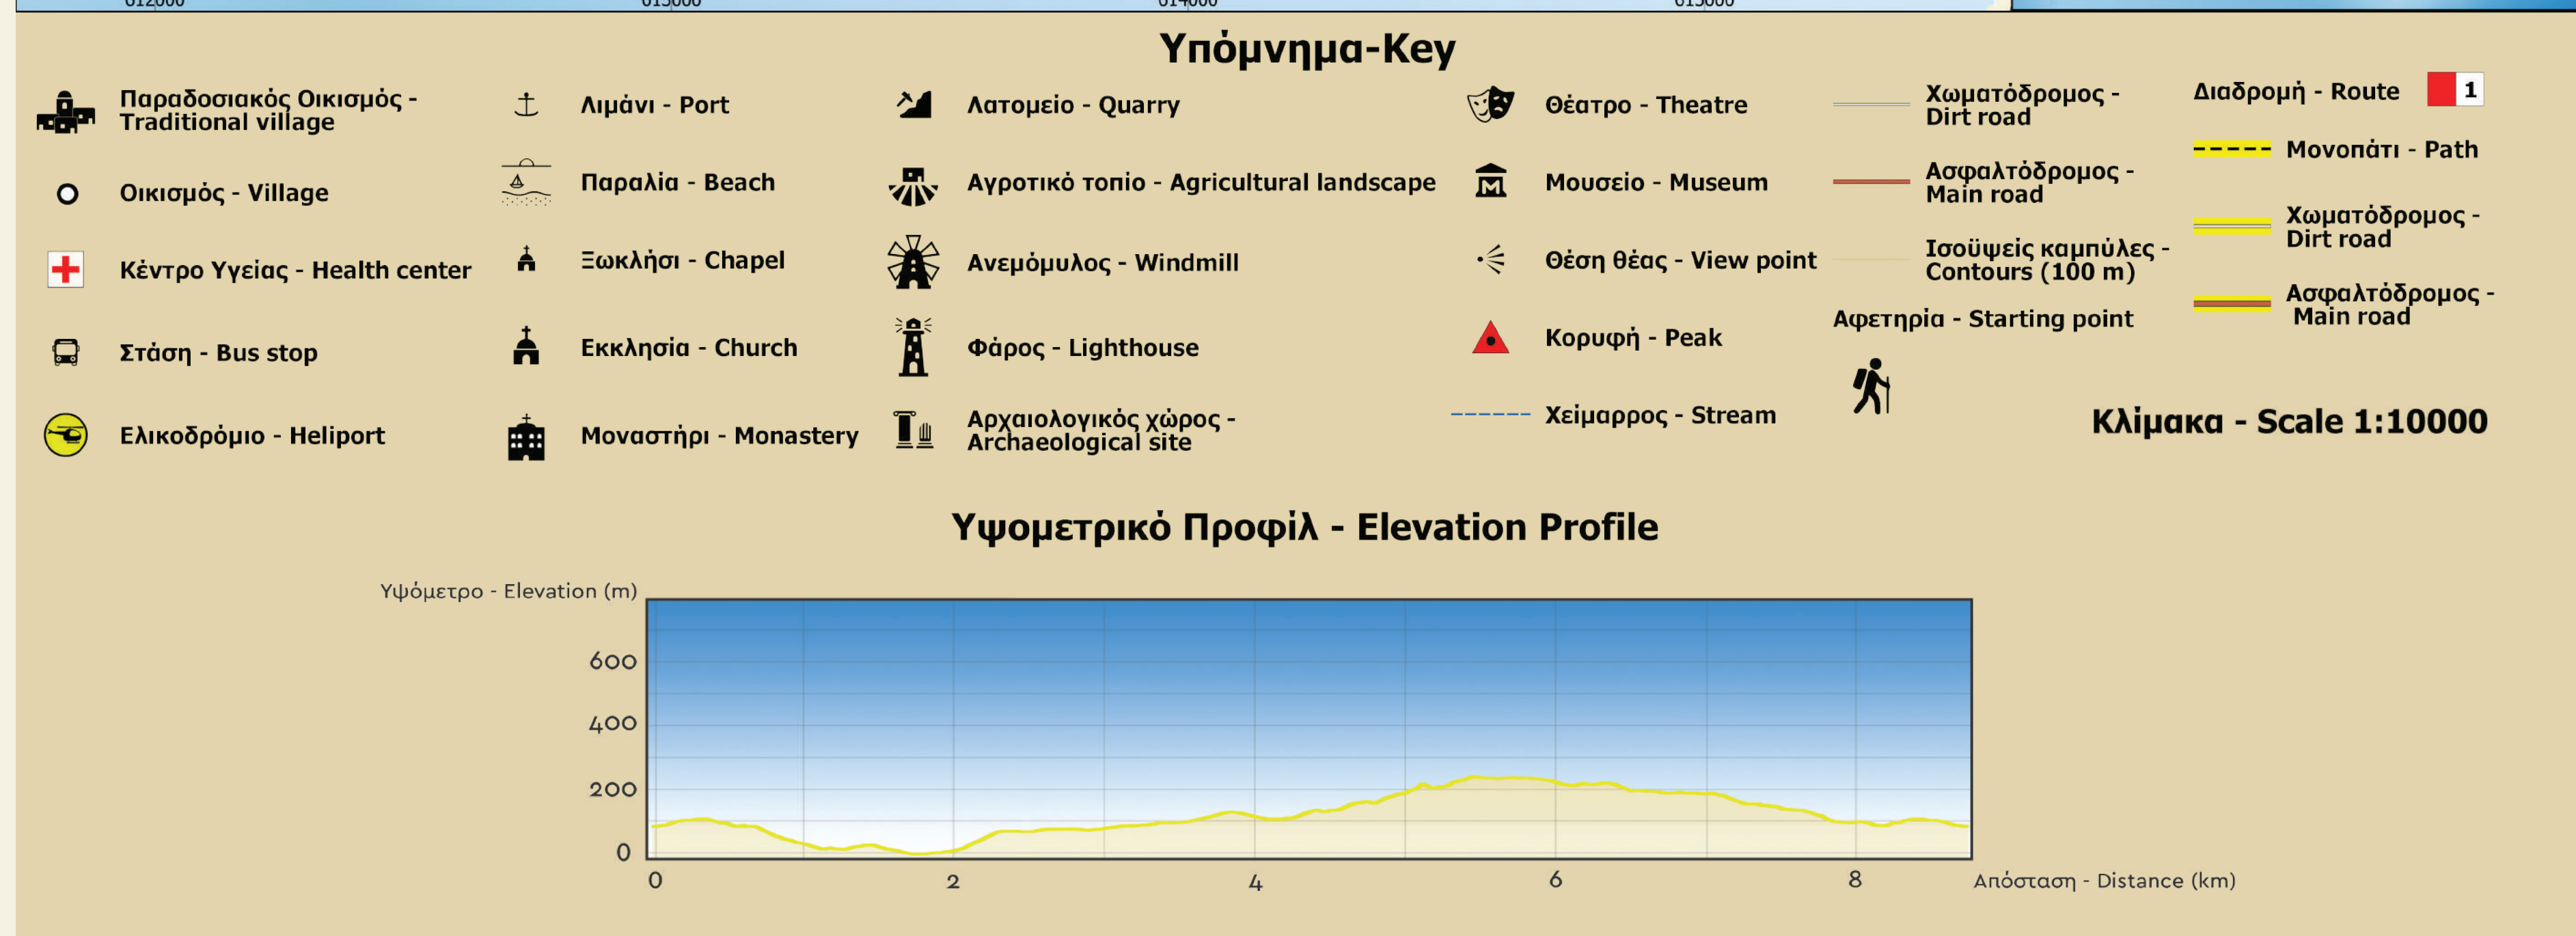 Υπόμνημα-Key
Παραδοσιακός Οικισμός -
Traditional village
Οικισμός - Village
Κέντρο Υγείας - Health center
Στάση - Bus stop
Ελικοδρόμιο - Heliport
Λιμάνι - Port
Παραλία - Beach
Ξωκλήσι - Chapel
Εκκλησία - Church
Μοναστήρι - Monastery
Λατομείο - Quarry
Αγροτικό τοπίο - Agricultural landscape
Ανεμόμυλος - Windmill
Φάρος - Lighthouse
Αρχαιολογικός χώρος -
Archaeological site
Θέατρο - Theatre
Μουσείο - Museum
Θέση θέας - View point
Κορυφή - Peak
Χείμαρρος - Stream
Χωματόδρομος -
Dirt road
Ασφαλτόδρομος -
Main road
Ισοϋψείς καμπύλες -
Contours (100 m)
Αφετηρία - Starting point
Διαδρομή - Route 1
Μονοπάτι - Path
Χωματόδρομος -
Dirt road
Ασφαλτόδρομος -
Main road
Κλίμακα - Scale 1:10000
Υψομετρικό Προφίλ - Elevation Profile
Υψόμετρο - Elevation (m)
600
400
200
0
0 2 4 6 8 Απόσταση - Distance (km)